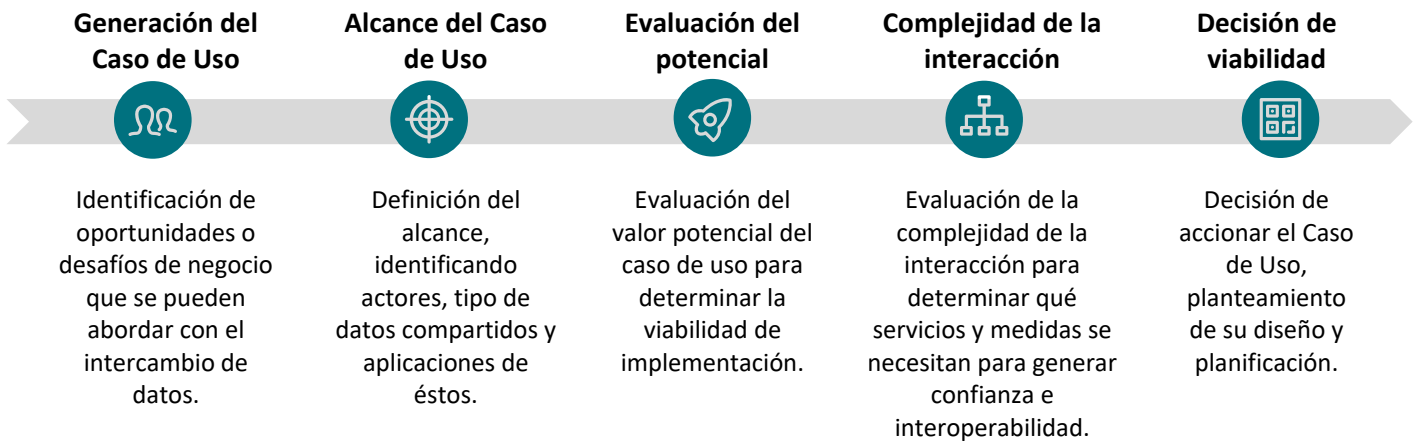 Generación del
Caso de Uso
Alcance del Caso
de Uso
Evaluación del
potencial
Complejidad de la
interacción
Decisión de
viabilidad
Identificación de
oportunidades o
desafíos de negocio
que se pueden
abordar con el
intercambio de
datos.
Definición del
alcance,
identificando
actores, tipo de
datos compartidos y
aplicaciones de
éstos.
Evaluación del
valor potencial del
caso de uso para
determinar la
viabilidad de
implementación.
Evaluación de la
complejidad de la
interacción para
determinar qué
servicios y medidas se
necesitan para generar
confianza e
interoperabilidad.
Decisión de
accionar el Caso
de Uso,
planteamiento
de su diseño y
planificación.